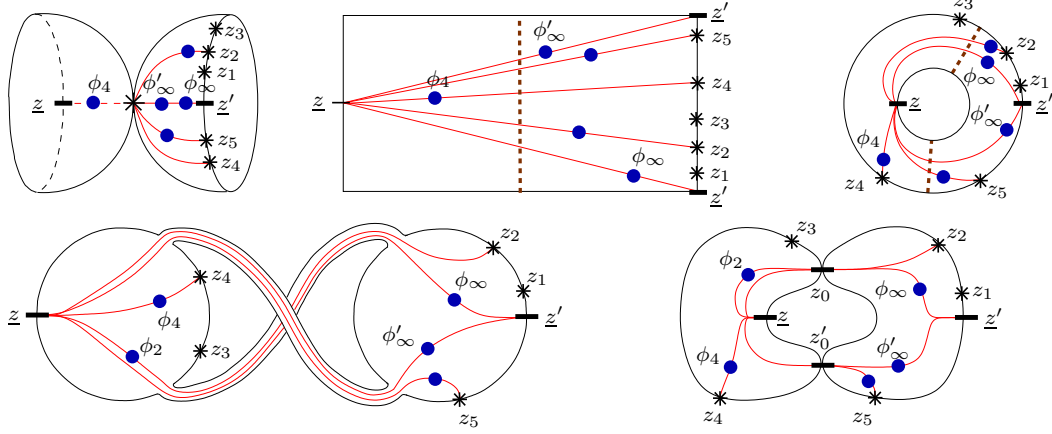 z₃
z₂
z₁
ϕ₄ ϕ′∞ ϕ∞
z z′
z₅
z₄
z′
ϕ′∞ z₅
ϕ₄ z₄
z
z₃
z₂
ϕ∞ z₁
z′
z₃
z₂
ϕ∞ z₁
z ϕ′∞ z′
ϕ₄
z₄ z₅
z₂
z₄ ϕ∞ z₁
z ϕ₄ z′
ϕ₂ ϕ′∞
z₃
z₅
z₃
z₂
ϕ₂
z₀ ϕ∞ z₁
z z′
z′₀
ϕ₄ ϕ′∞
z₄ z₅